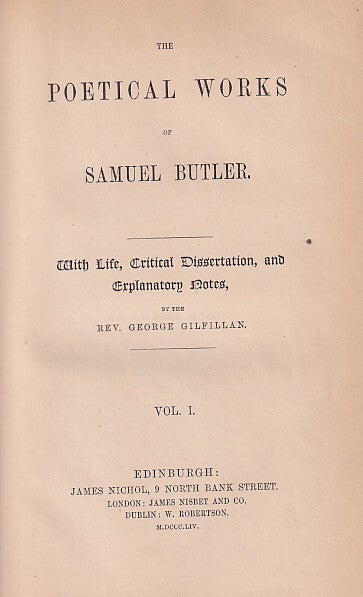 THE
POETICAL WORKS
OF
SAMUEL BUTLER.
With Life, Critical Dissertation, and
Explanatory Notes,
BY THE
REV. GEORGE GILFILLAN.
VOL. I.
EDINBURGH:
JAMES NICHOL, 9 NORTH BANK STREET.
LONDON: JAMES NISBET AND CO.
DUBLIN: W. ROBERTSON.
M.DCCC.LIV.